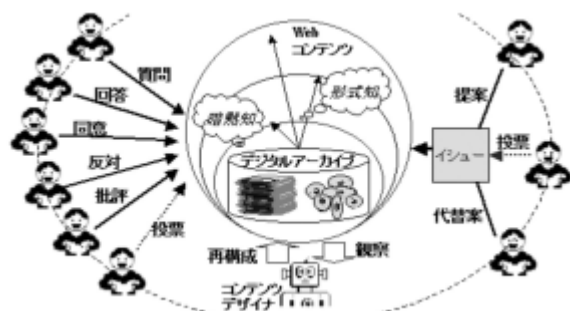 Web
コンテンツ
質問
回答
同意
反対
批評
投票
暗黙知
形式知
デジタルアーカイブ
提案
イシュー
投票
代替案
再構成
観察
コンテンツ
デザイナ